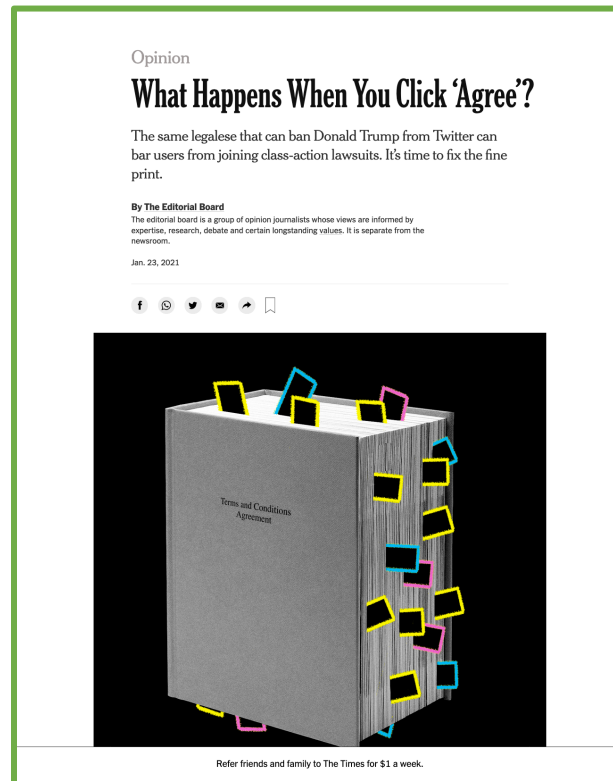 Opinion
What Happens When You Click ‘Agree’?
The same legalese that can ban Donald Trump from Twitter can
bar users from joining class-action lawsuits. It’s time to fix the fine
print.
By The Editorial Board
The editorial board is a group of opinion journalists whose views are informed by
expertise, research, debate and certain longstanding values. It is separate from the
newsroom.
Jan. 23, 2021
Terms and Conditions
Agreement
Refer friends and family to The Times for $1 a week.